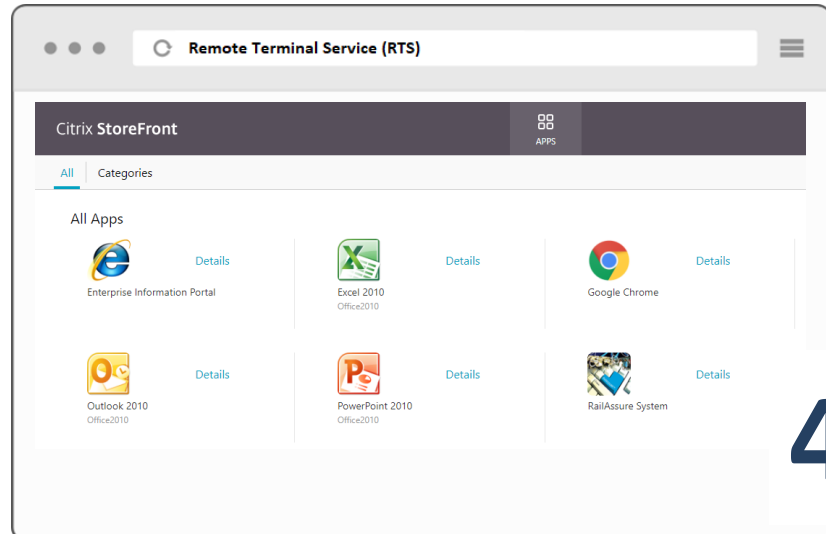 Remote Terminal Service (RTS)
Citrix StoreFront
APPS
All
Categories
All Apps
Details
Enterprise Information Portal
Details
Excel 2010
Office2010
Details
Google Chrome
Details
Outlook 2010
Office2010
Details
PowerPoint 2010
Office2010
Details
RailAssure System
4